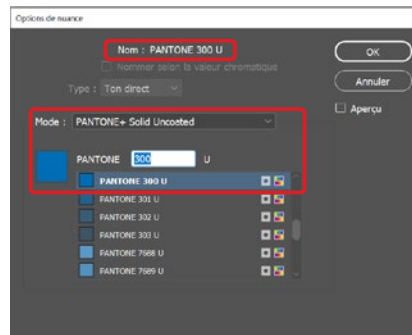 Options de nuance
Nom : PANTONE 300 U
Nommer selon la valeur chromatique
Type : Ton direct
Mode : PANTONE+ Solid Uncoated
PANTONE 300 U
PANTONE 300 U
PANTONE 301 U
PANTONE 302 U
PANTONE 303 U
PANTONE 7668 U
PANTONE 7689 U
OK
Annuler
Aperçu